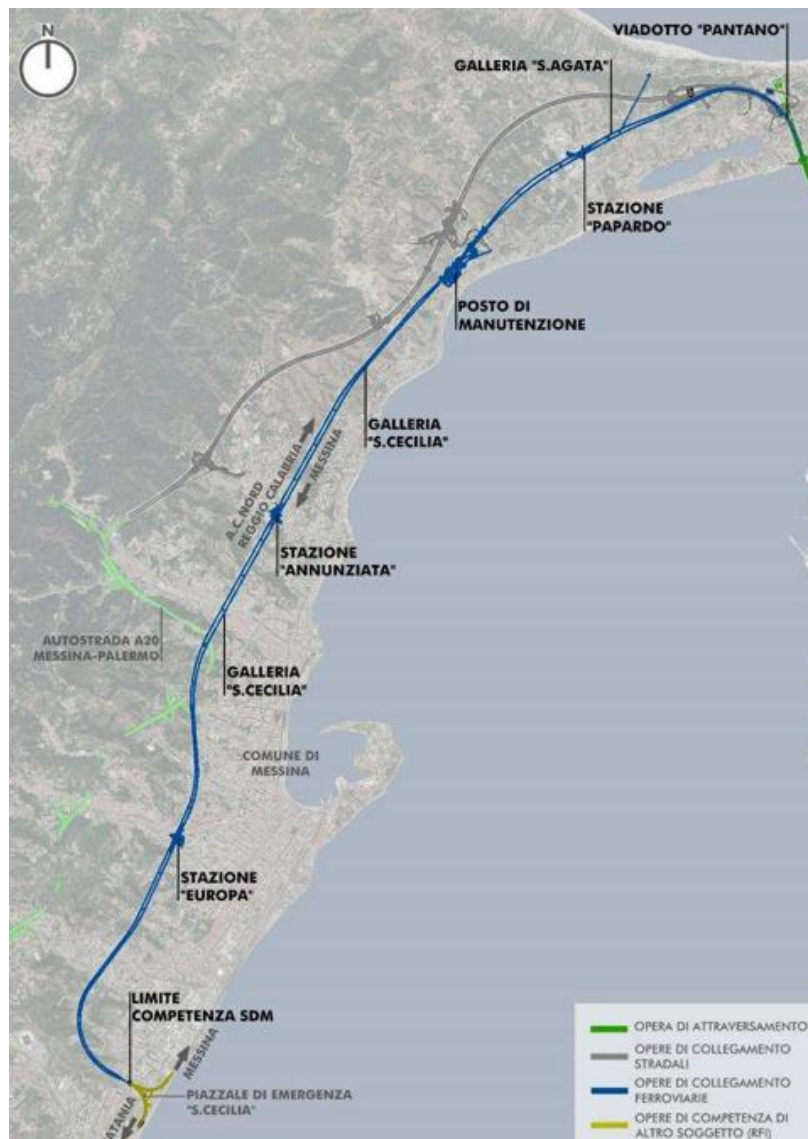 N
VIADOTTO "PANTANO"
GALLERIA "S.AGATA"
STAZIONE
"PAPARDO"
POSTO DI
MANUTENZIONE
GALLERIA
"S.CECILIA"
A.C. NORD
REGGIO CALABRIA
MESSINA
STAZIONE
"ANNUNZIATA"
AUTOSTRADA A20
MESSINA-PALERMO
GALLERIA
"S.CECILIA"
COMUNE DI
MESSINA
STAZIONE
"EUROPA"
LIMITE
COMPETENZA SDM
MESSINA
PIAZZALE DI EMERGENZA
"S.CECILIA"
ATANIA
OPERA DI ATTRAVERSAMENTO
OPERE DI COLLEGAMENTO
STRADALI
OPERE DI COLLEGAMENTO
FERROVIARIE
OPERE DI COMPETENZA DI
ALTRO SOGGETTO (RFI)